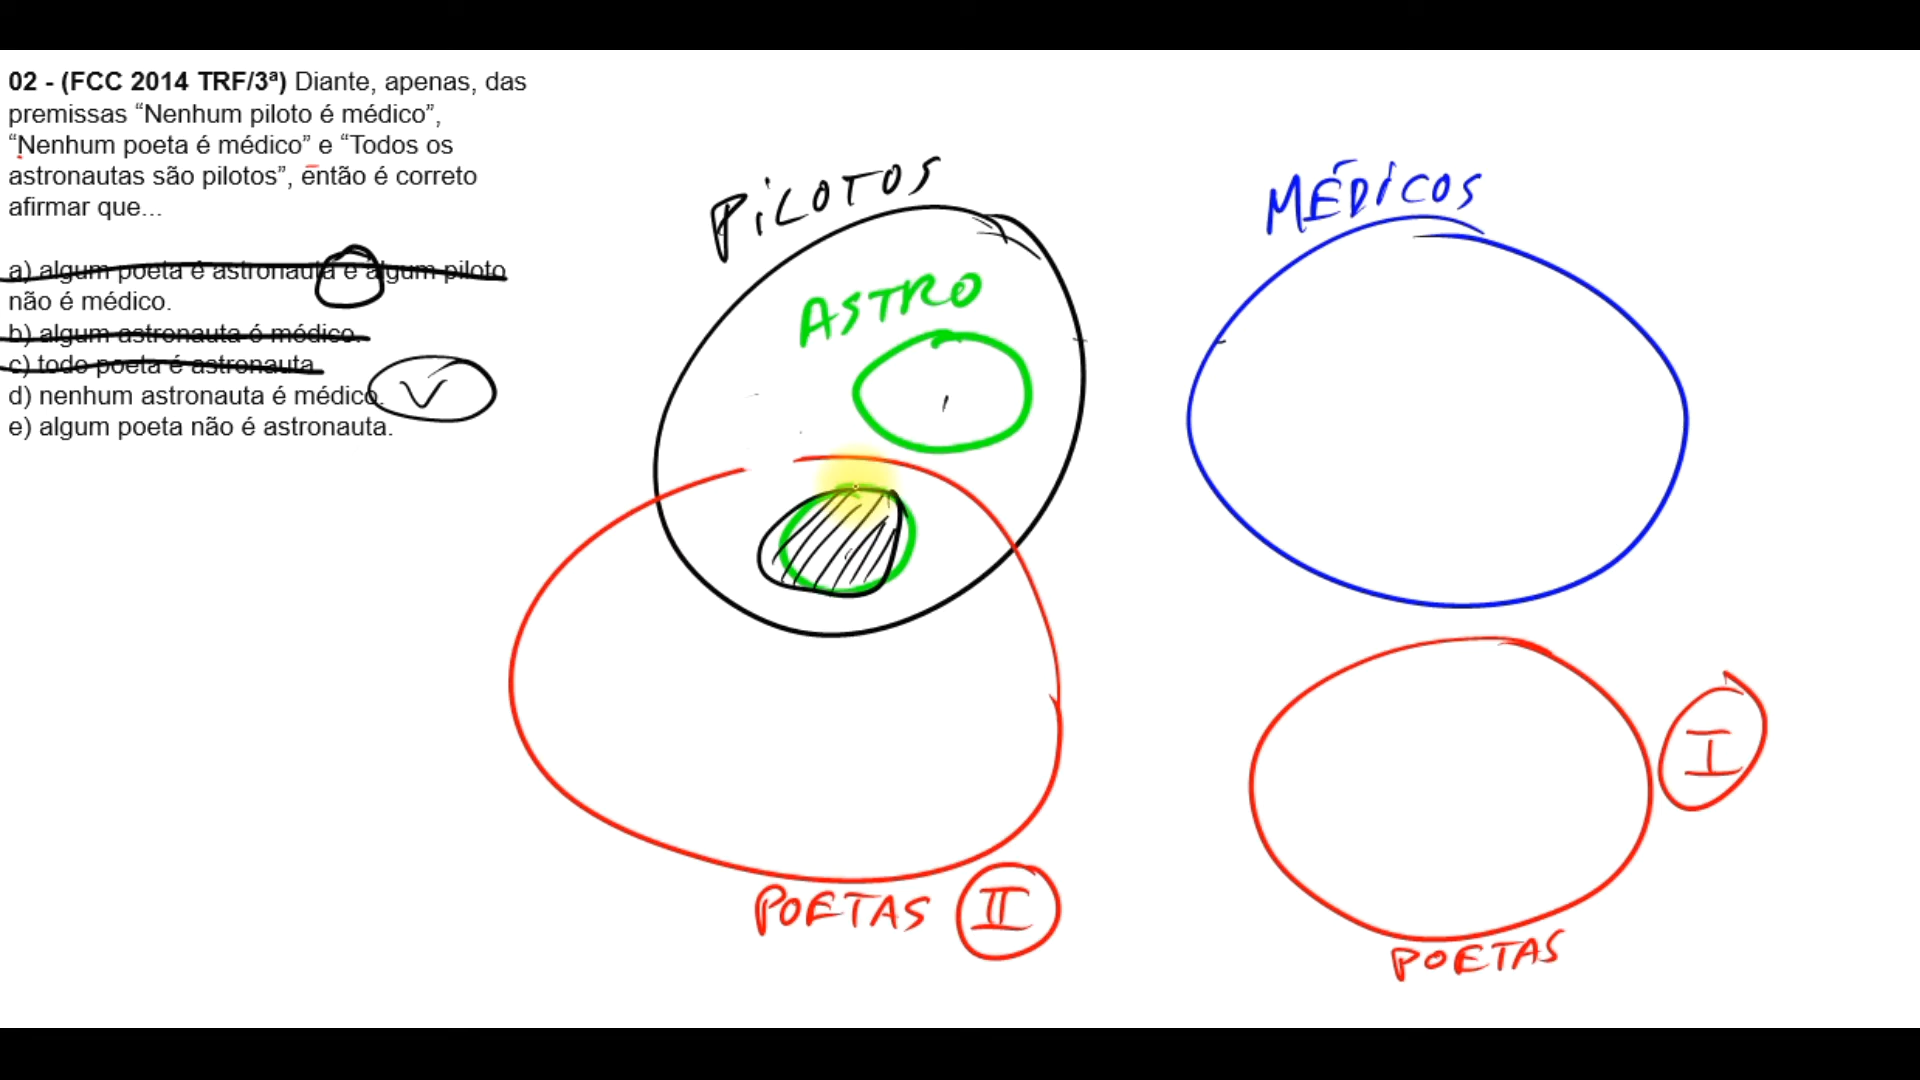 02 - (FCC 2014 TRF/3ª) Diante, apenas, das
premissas “Nenhum piloto é médico”,
“Nenhum poeta é médico” e “Todos os
astronautas são pilotos”, então é correto
afirmar que...
a) algum poeta é astronauta e algum piloto
não é médico.
b) algum astronauta é médico.
c) todo poeta é astronauta.
d) nenhum astronauta é médico.
e) algum poeta não é astronauta.
V
PILOTOS
MÉDICOS
ASTRO
I
POETAS II
POETAS